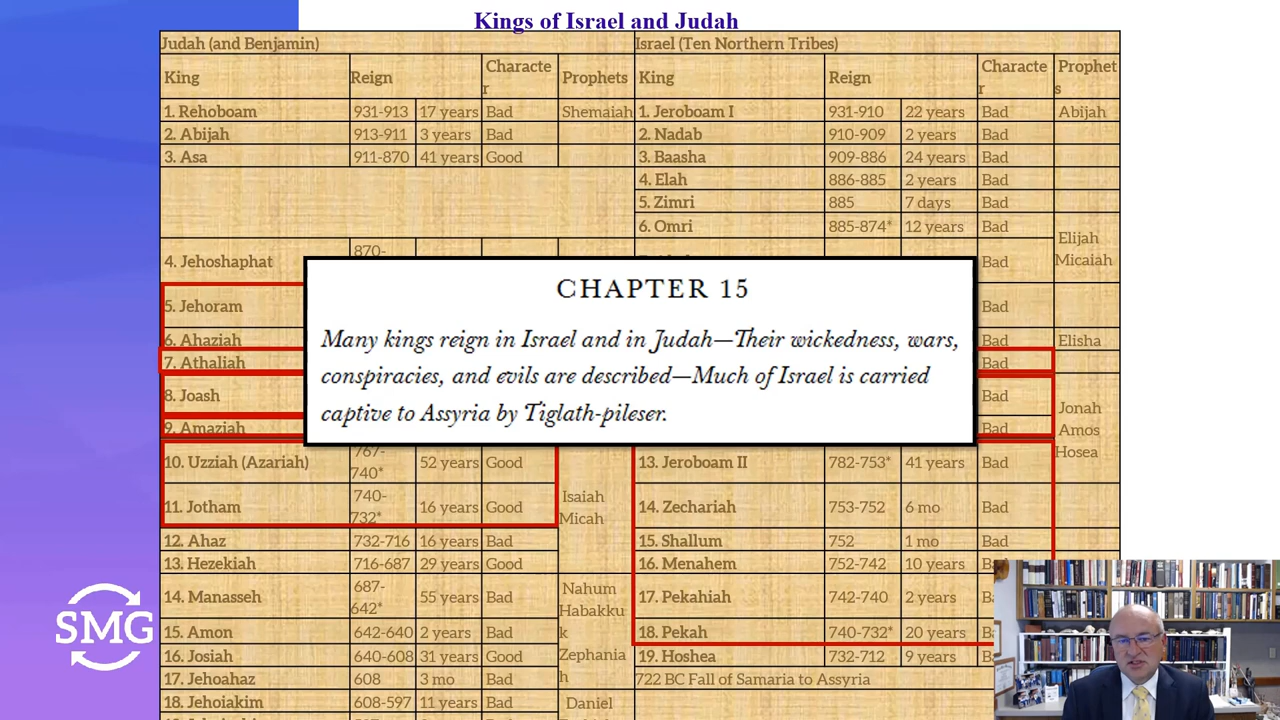 Kings of Israel and Judah
Judah (and Benjamin) Israel (Ten Northern Tribes)
King Reign Character Prophets King Reign Character Prophets
1. Rehoboam 931-913 17 years Bad Shemaiah 1. Jeroboam I 931-910 22 years Bad Abijah
2. Abijah 913-911 3 years Bad 2. Nadab 910-909 2 years Bad
3. Asa 911-870 41 years Good 3. Baasha 909-886 24 years Bad
4. Elah 886-885 2 years Bad
5. Zimri 885 7 days Bad
6. Omri 885-874* 12 years Bad
Elijah
4. Jehoshaphat 870- Bad Micaiah
5. Jehoram Bad
6. Ahaziah Bad Elisha
7. Athaliah Bad
8. Joash Bad Jonah
Amos
9. Amaziah Bad
Hosea
CHAPTER 15
Many kings reign in Israel and in Judah—Their wickedness, wars,
conspiracies, and evils are described—Much of Israel is carried
captive to Assyria by Tiglath-pileser.
10. Uzziah (Azariah) 767-740* 52 years Good 13. Jeroboam II 782-753* 41 years Bad
11. Jotham 740-732* 16 years Good Isaiah Micah 14. Zechariah 753-752 6 mo Bad
12. Ahaz 732-716 16 years Bad 15. Shallum 752 1 mo Bad
13. Hezekiah 716-687 29 years Good 16. Menahem 752-742 10 years
14. Manasseh 687-642* 55 years Bad Nahum Habakkuk 17. Pekahiah 742-740 2 years
15. Amon 642-640 2 years Bad 18. Pekah 740-732* 20 years
16. Josiah 640-608 31 years Good Zephaniah 19. Hoshea 732-712 9 years
17. Jehoahaz 608 3 mo Bad 722 BC Fall of Samaria to Assyria
18. Jehoiakim 608-597 11 years Bad Daniel
SMG